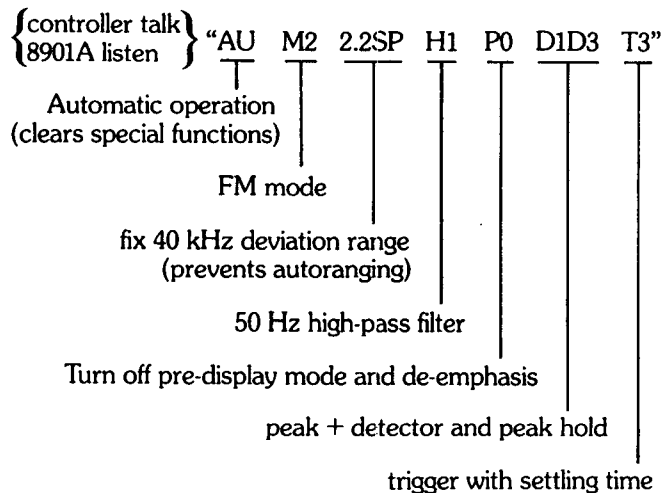 controller talk
8901A listen
“AU M2 2.2SP H1 P0 D1D3 T3”
Automatic operation
(clears special functions)
FM mode
fix 40 kHz deviation range
(prevents autoranging)
50 Hz high-pass filter
Turn off pre-display mode and de-emphasis
peak + detector and peak hold
trigger with settling time